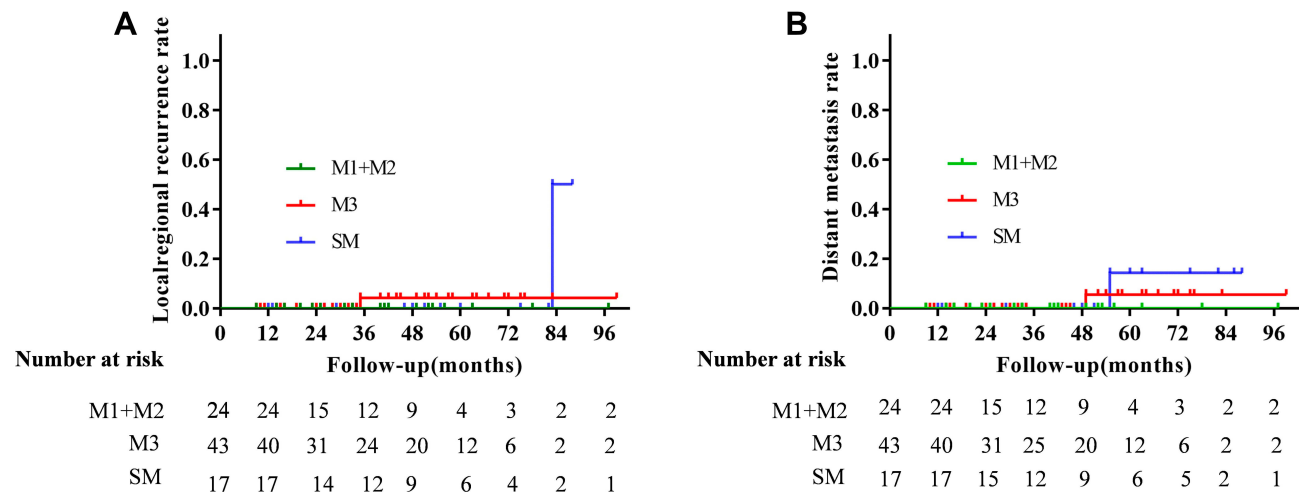 A
Localregional recurrence rate
1.0
0.8
0.6
0.4
0.2
0.0
M1+M2
M3
SM
0 12 24 36 48 60 72 84 96
Follow-up(months)
Number at risk
M1+M2 24 24 15 12 9 4 3 2 2
M3 43 40 31 24 20 12 6 2 2
SM 17 17 14 12 9 6 4 2 1
B
Distant metastasis rate
1.0
0.8
0.6
0.4
0.2
0.0
M1+M2
M3
SM
0 12 24 36 48 60 72 84 96
Follow-up(months)
Number at risk
M1+M2 24 24 15 12 9 4 3 2 2
M3 43 40 31 25 20 12 6 2 2
SM 17 17 15 12 9 6 5 2 1